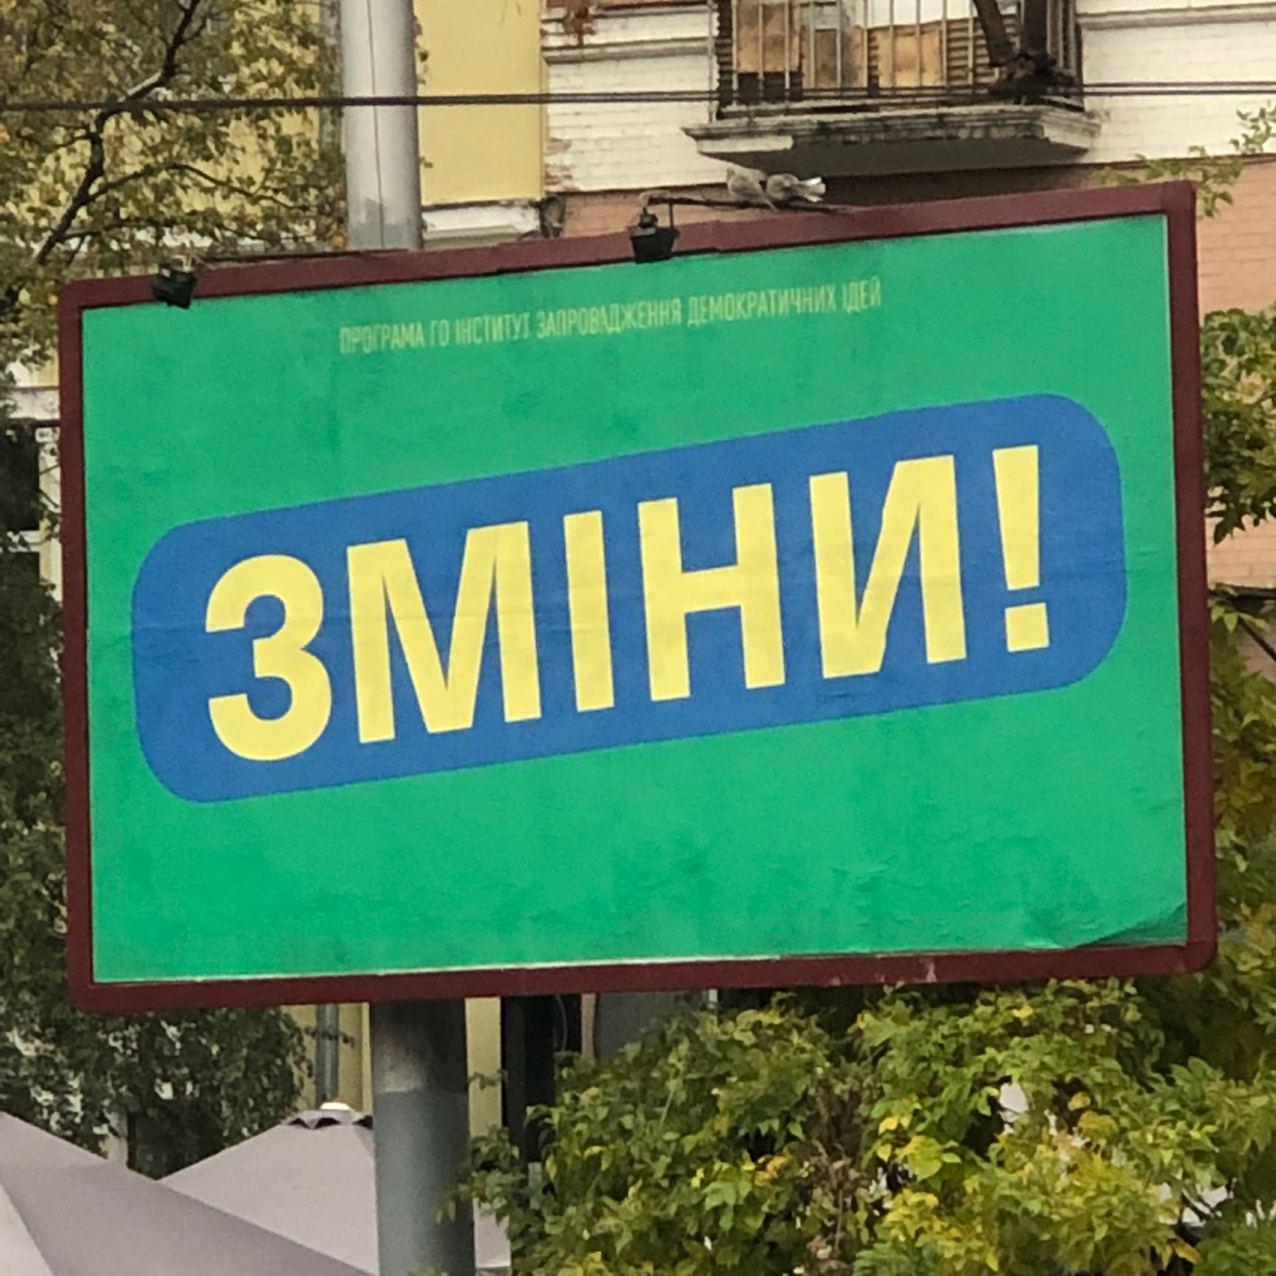 ПРОГРАМА ГО ІНСТИТУТ ЗАПРОВАДЖЕННЯ ДЕМОКРАТИЧНИХ ІДЕЙ
ЗМІНИ!